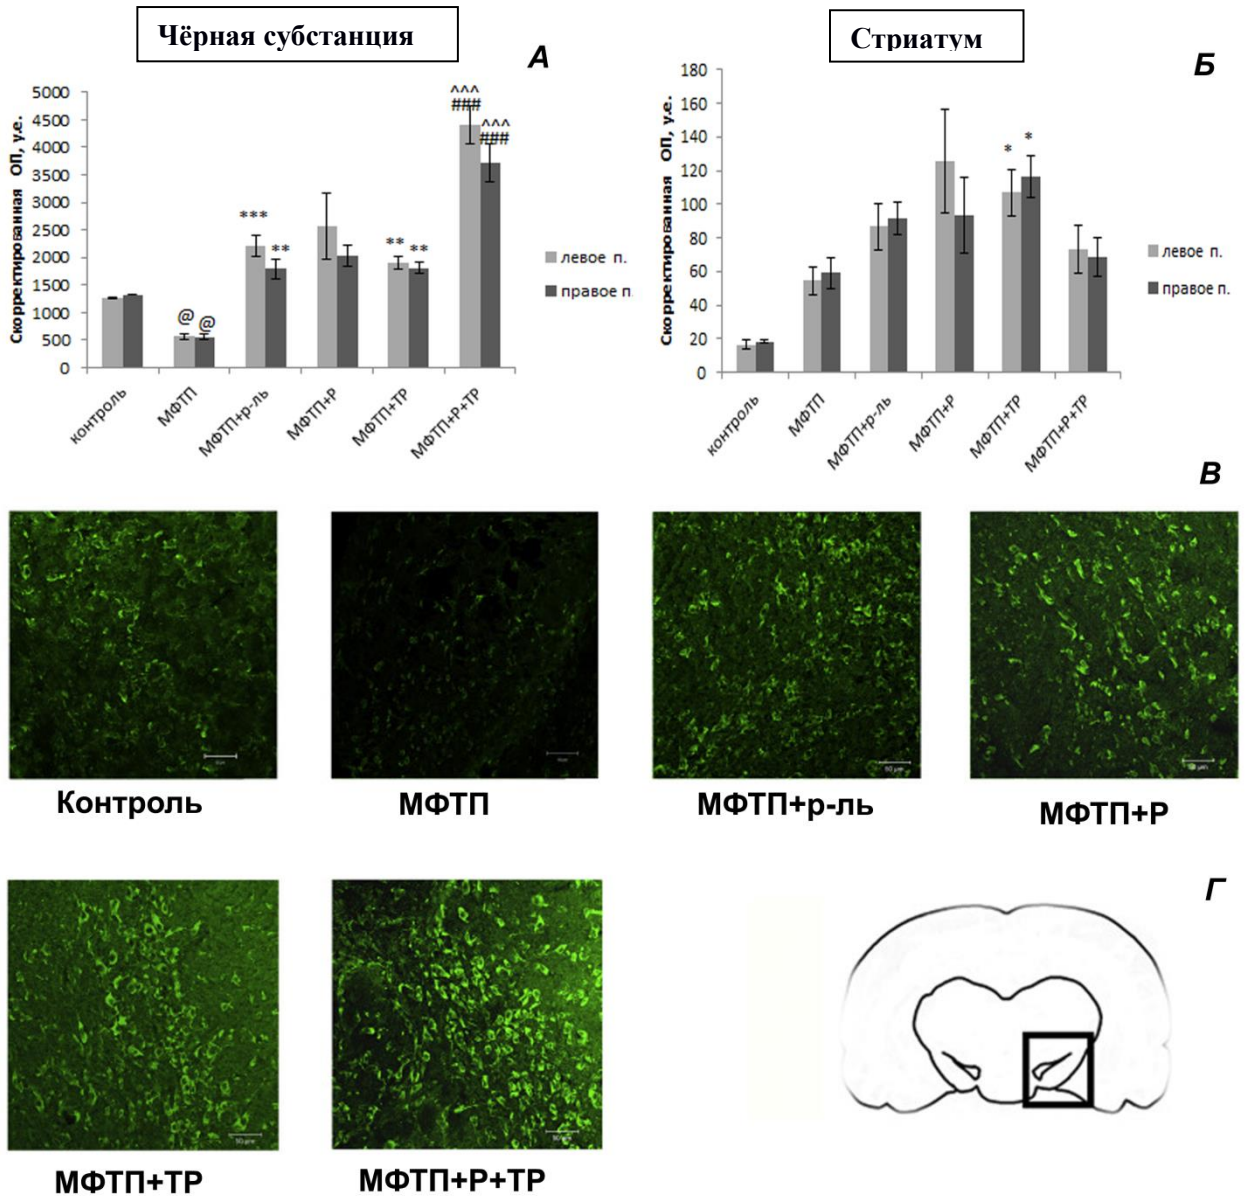 Чёрная субстанция
Стриатум
А
Б
Скорректированная ОП, у.е.
5000
4500
4000
3500
3000
2500
2000
1500
1000
500
0
@
@
***
**
**
**
^^^
###
^^^
###
левое п.
правое п.
контроль
МФТП
МФТП+р-ль
МФТП+Р
МФТП+ТР
МФТП+Р+ТР
Скорректированная ОП, у.е.
180
160
140
120
100
80
60
40
20
0
*
*
левое п.
правое п.
контроль
МФТП
МФТП+р-ль
МФТП+Р
МФТП+ТР
МФТП+Р+ТР
В
50 µm
Контроль
МФТП
МФТП+р-ль
МФТП+Р
Г
МФТП+ТР
МФТП+Р+ТР